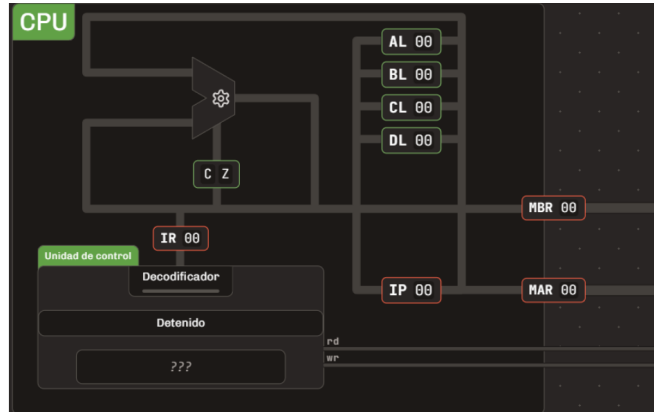 CPU
AL 00
BL 00
CL 00
DL 00
C Z
MBR 00
IR 00
Unidad de control
Decodificador
IP 00
MAR 00
Detenido
rd
wr
???